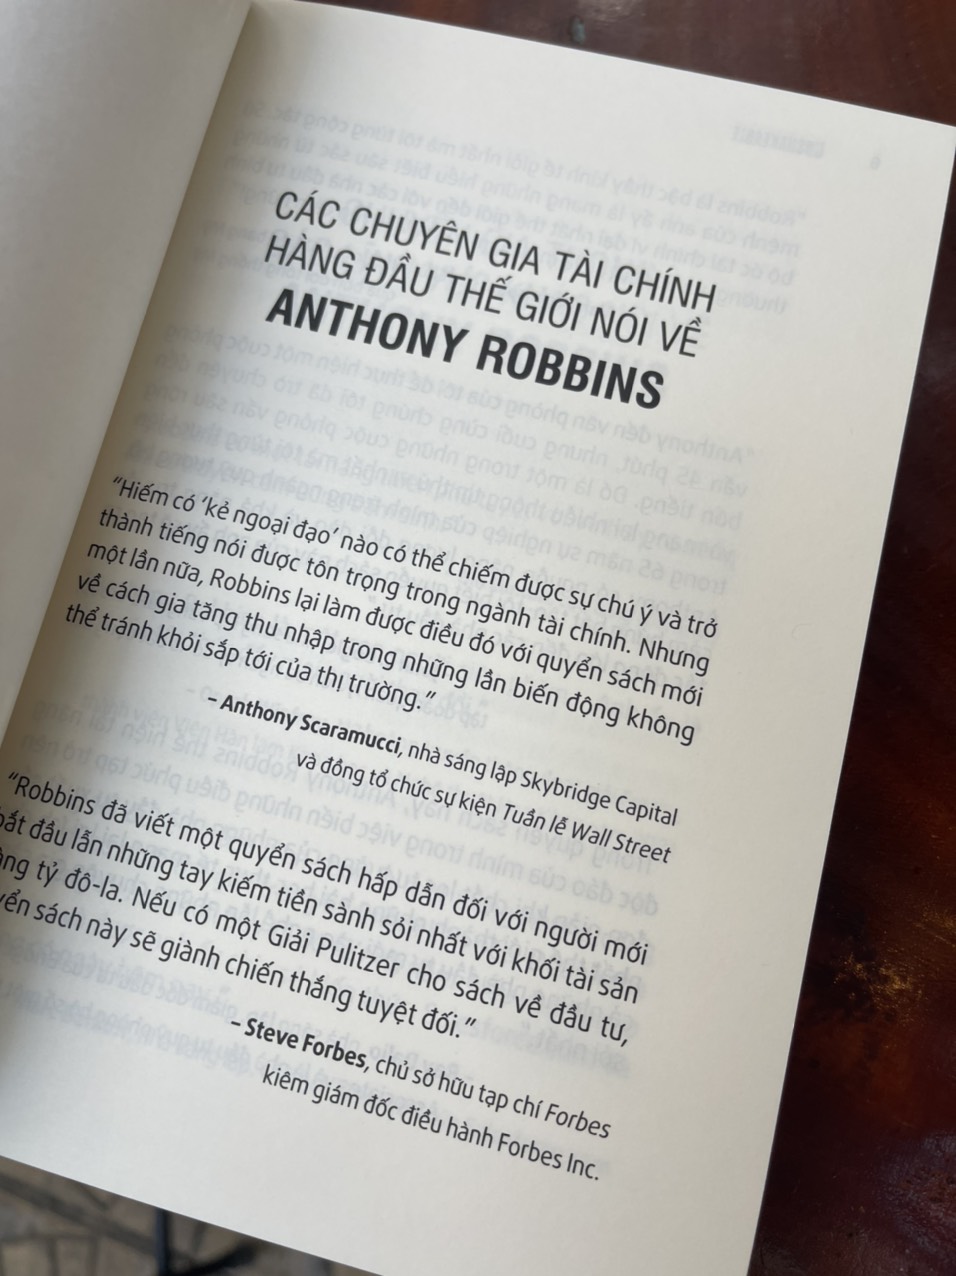 CÁC CHUYÊN GIA TÀI CHÍNH
HÀNG ĐẦU THẾ GIỚI NÓI VỀ
ANTHONY ROBBINS
“Hiếm có ‘kẻ ngoại đạo’ nào có thể chiếm được sự chú ý và trở
thành tiếng nói được tôn trọng trong ngành tài chính. Nhưng
một lần nữa, Robbins lại làm được điều đó với quyển sách mới
về cách gia tăng thu nhập trong những lần biến động không
thể tránh khỏi sắp tới của thị trường.”
– Anthony Scaramucci, nhà sáng lập Skybridge Capital
và đồng tổ chức sự kiện Tuần lễ Wall Street
“Robbins đã viết một quyển sách hấp dẫn đối với người mới
bắt đầu lẫn những tay kiếm tiền sành sỏi nhất với khối tài sản
tỷ đô-la. Nếu có một Giải Pulitzer cho sách về đầu tư,
sách này sẽ giành chiến thắng tuyệt đối.”
– Steve Forbes, chủ sở hữu tạp chí Forbes
kiêm giám đốc điều hành Forbes Inc.